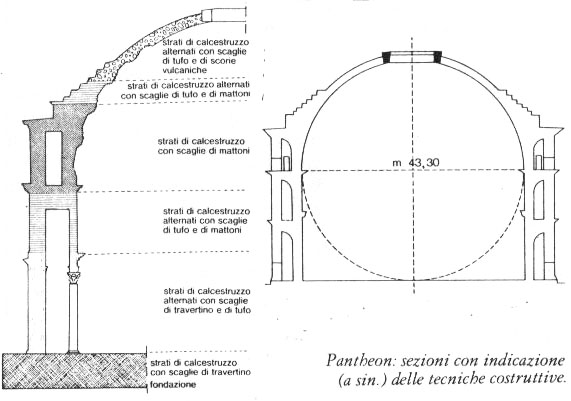 strati di calcestruzzo
alternati con scaglie
di tufo e di scorie
vulcaniche
strati di calcestruzzo alternati
con scaglie di tufo e di mattoni
strati di calcestruzzo
con scaglie di mattoni
strati di calcestruzzo
alternati con scaglie
di tufo e di mattoni
strati di calcestruzzo
alternati con scaglie
di travertino e di tufo
strati di calcestruzzo
con scaglie di travertino
fondazione
m 43,30
Pantheon: sezioni con indicazione
(a sin.) delle tecniche costruttive.